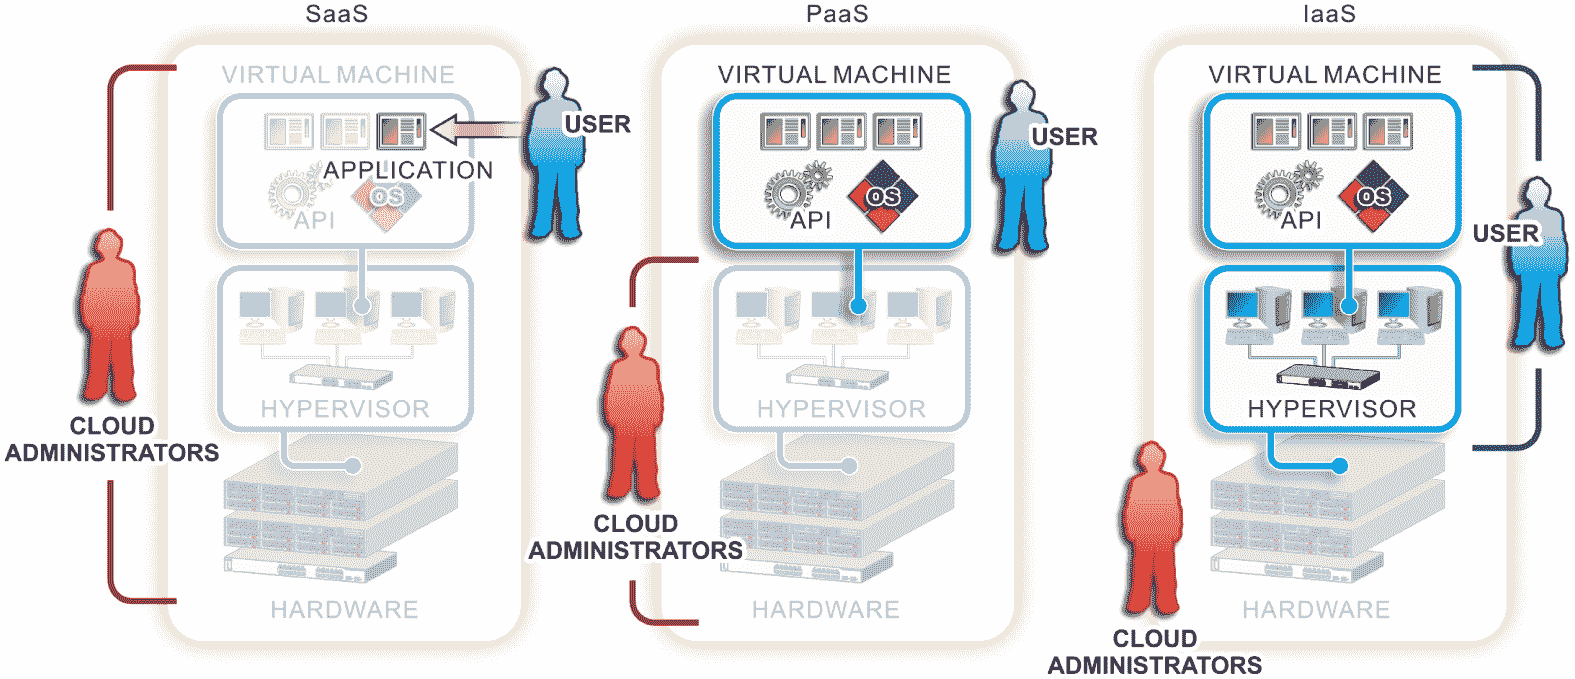 SaaS
VIRTUAL MACHINE
USER
APPLICATION
API
OS
HYPERVISOR
CLOUD
ADMINISTRATORS
HARDWARE
PaaS
VIRTUAL MACHINE
USER
API
OS
HYPERVISOR
CLOUD
ADMINISTRATORS
HARDWARE
IaaS
VIRTUAL MACHINE
API
OS
USER
HYPERVISOR
HARDWARE
CLOUD
ADMINISTRATORS